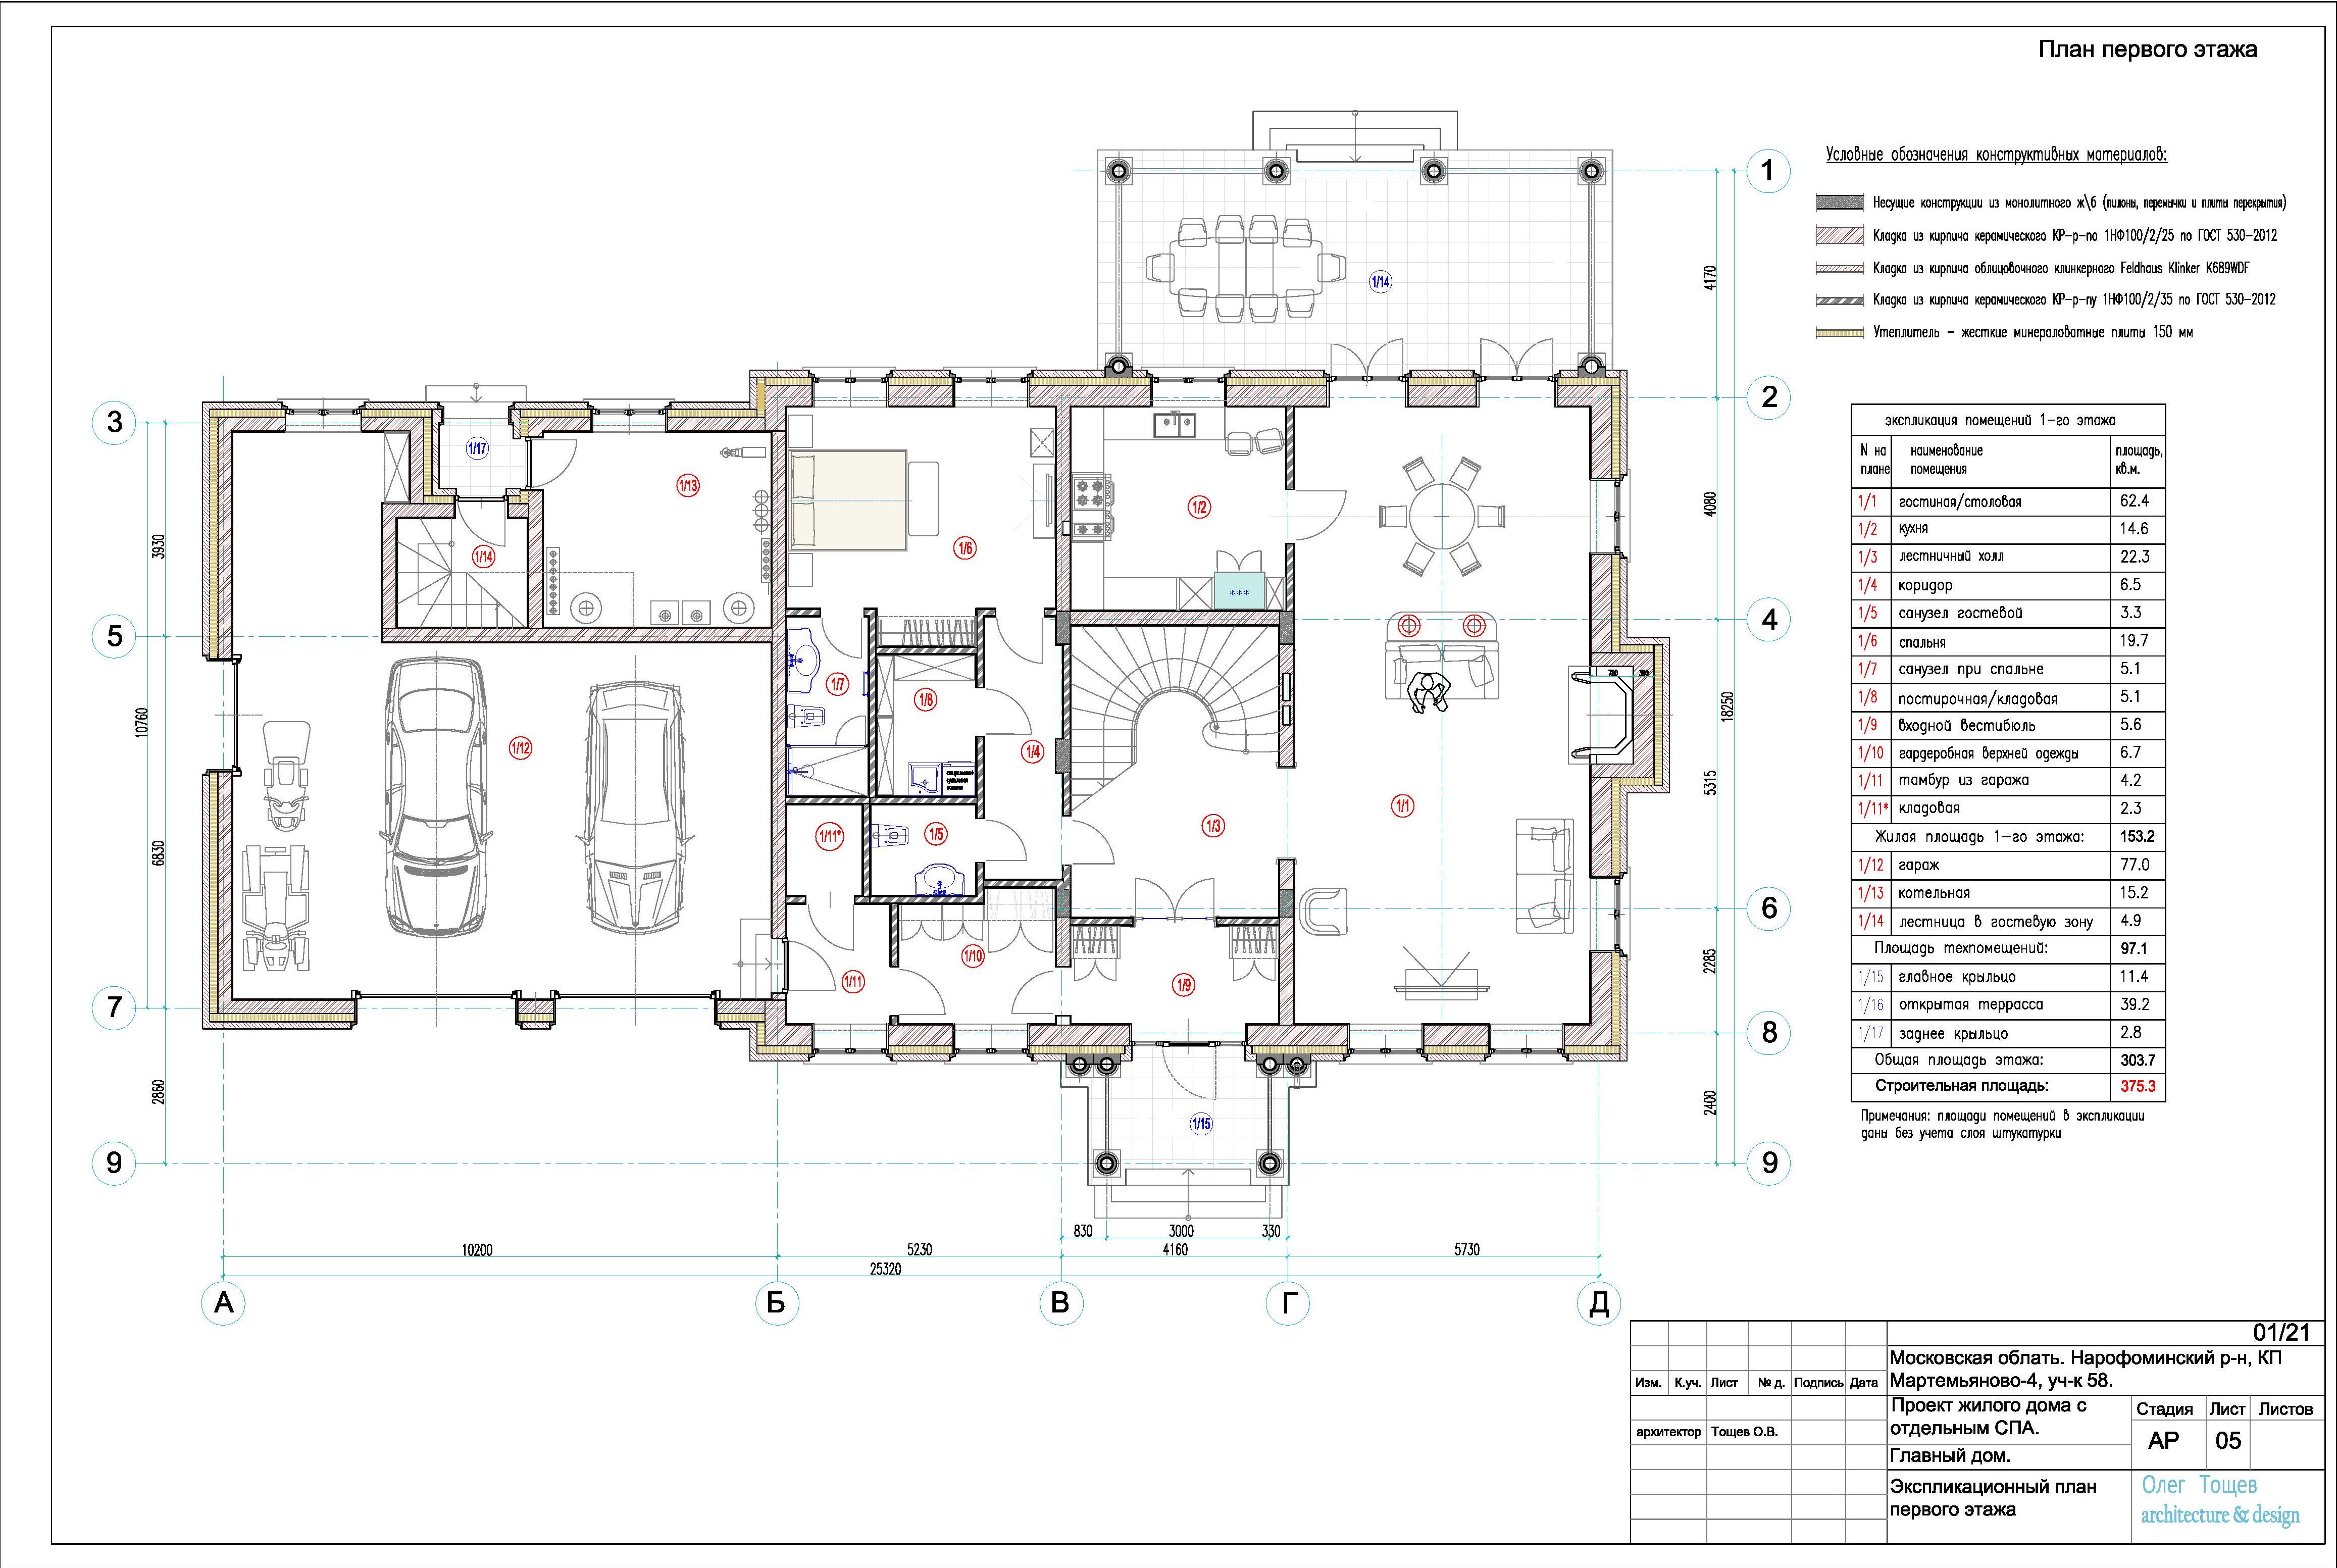 План первого этажа
Условные обозначения конструктивных материалов:
Несущие конструкции из монолитного ж\б (пилоны, перемычки и плиты перекрытия)
Кладка из кирпича керамического КР-р-по 1НФ100/2/25 по ГОСТ 530-2012
Кладка из кирпича облицовочного клинкерного Feldhaus Klinker K689WDF
Кладка из кирпича керамического КР-р-пу 1НФ100/2/35 по ГОСТ 530-2012
Утеплитель - жесткие минераловатные плиты 150 мм
экспликация помещений 1-го этажа
N на плане наименование помещения площадь, кв.м.
1/1 гостиная/столовая 62.4
1/2 кухня 14.6
1/3 лестничный холл 22.3
1/4 коридор 6.5
1/5 санузел гостевой 3.3
1/6 спальня 19.7
1/7 санузел при спальне 5.1
1/8 постирочная/кладовая 5.1
1/9 входной вестибюль 5.6
1/10 гардеробная верхней одежды 6.7
1/11 тамбур из гаража 4.2
1/11* кладовая 2.3
Жилая площадь 1-го этажа: 153.2
1/12 гараж 77.0
1/13 котельная 15.2
1/14 лестница в гостевую зону 4.9
Площадь техпомещений: 97.1
1/15 главное крыльцо 11.4
1/16 открытая терраса 39.2
1/17 заднее крыльцо 2.8
Общая площадь этажа: 303.7
Строительная площадь: 375.3
Примечания: площади помещений в экспликации
даны без учета слоя штукатурки
1
2
4
6
8
9
3
5
7
9
А
Б
В
Г
Д
4170
4080
5315
2285
2400
18250
3930
6830
10760
2860
830
3000
330
10200
5230
4160
5730
25320
780
380
1/14
1/17
1/13
1/14
1/6
1/2
1/12
1/7
1/8
1/4
1/3
1/1
1/11*
1/5
1/10
1/11
1/9
1/15
***
01/21
Московская облать. Нарофоминский р-н, КП
Мартемьяново-4, уч-к 58.
Изм. К.уч. Лист № д. Подпись Дата
Проект жилого дома с
отдельным СПА.
Главный дом.
Стадия Лист Листов
АР 05
архитектор Тощев О.В.
Экспликационный план
первого этажа
Олег Тощев
architecture & design